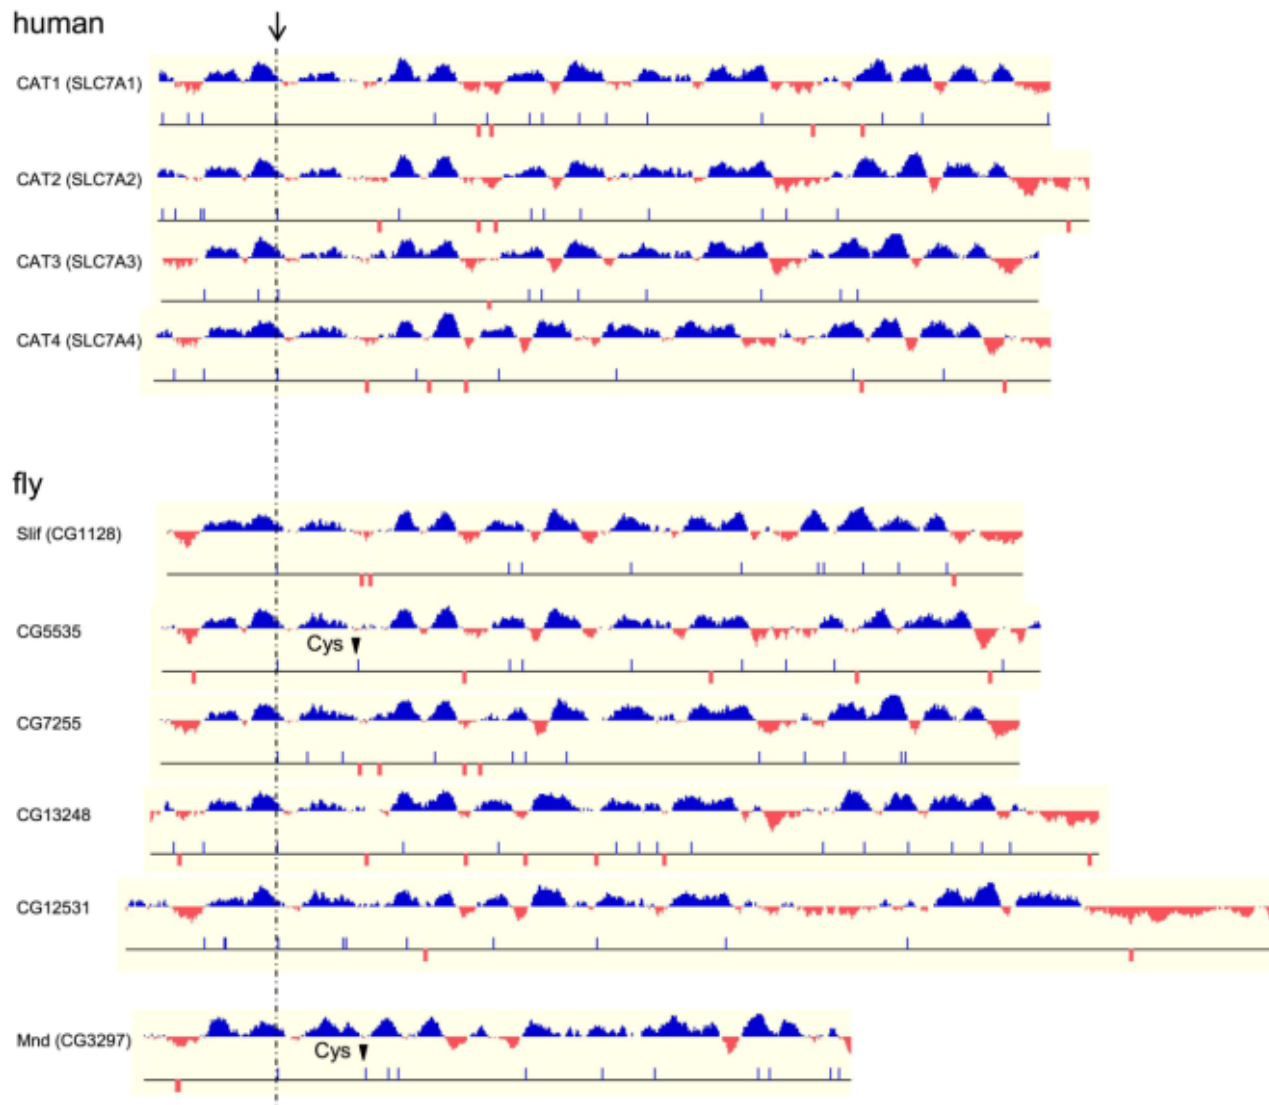 human
CAT1 (SLC7A1)
CAT2 (SLC7A2)
CAT3 (SLC7A3)
CAT4 (SLC7A4)
fly
Slif (CG1128)
CG5535
Cys
CG7255
CG13248
CG12531
Mnd (CG3297)
Cys